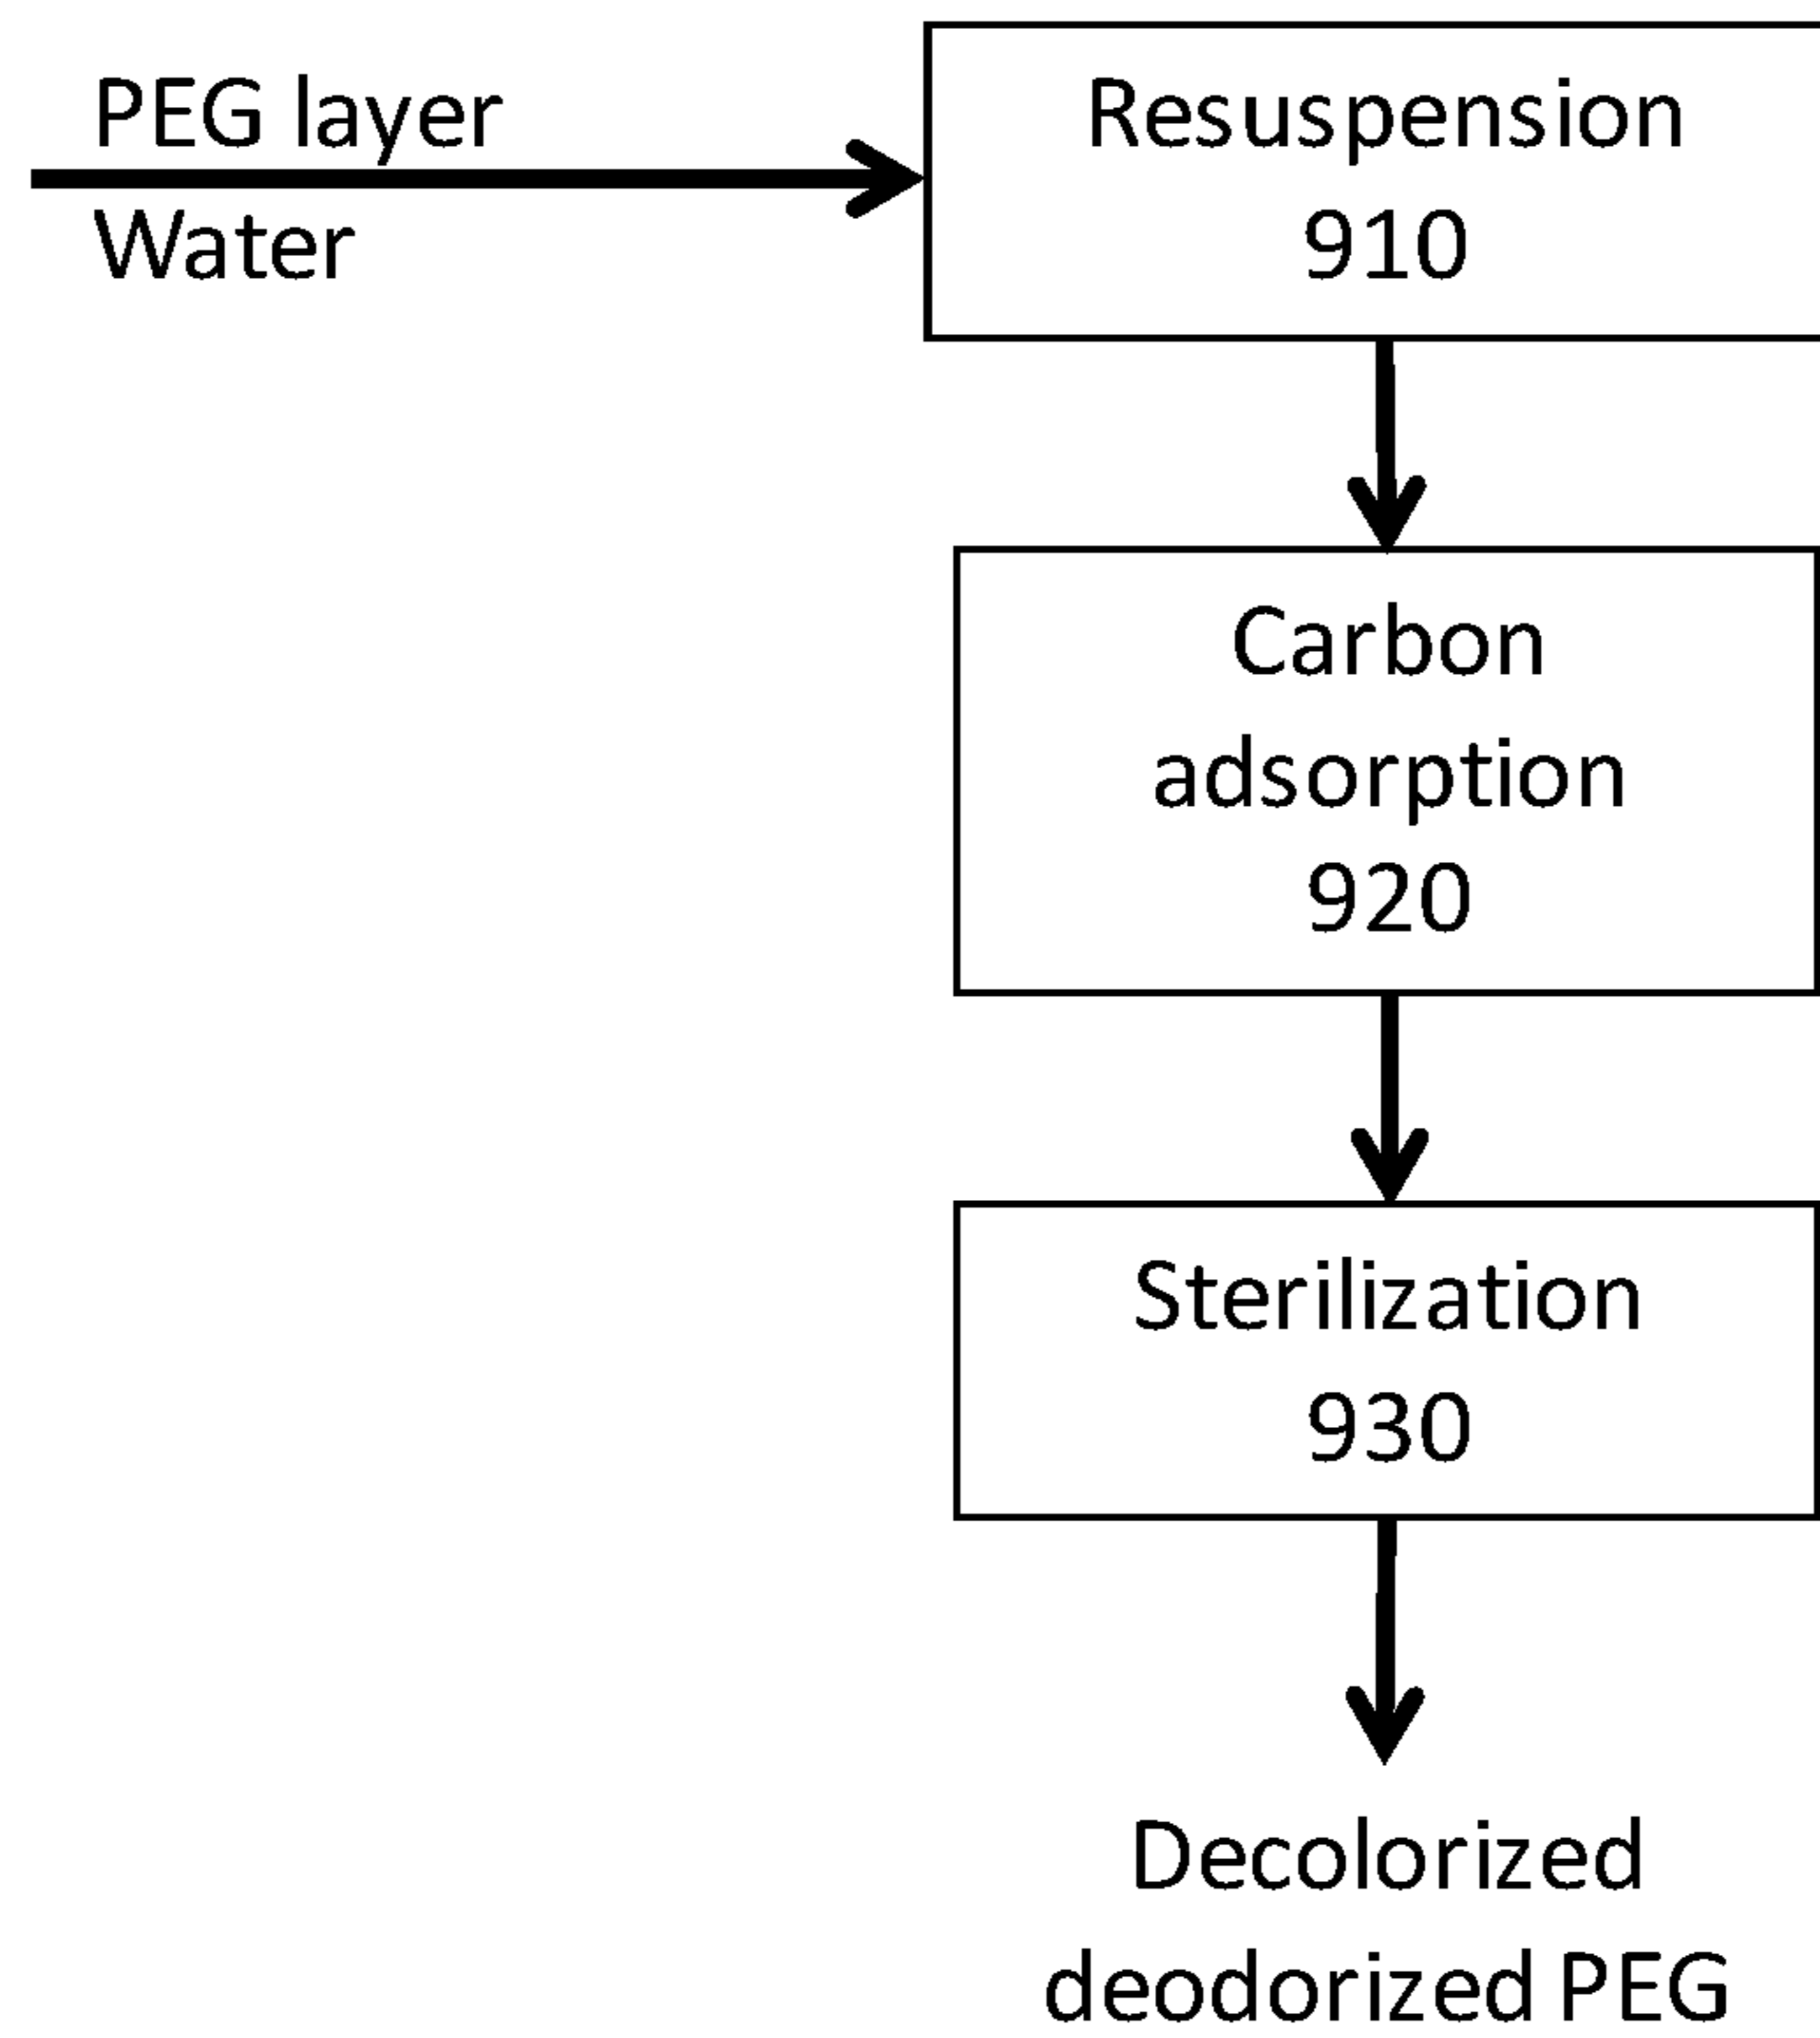 PEG layer
Water
Resuspension
910
Carbon
adsorption
920
Sterilization
930
Decolorized
deodorized PEG